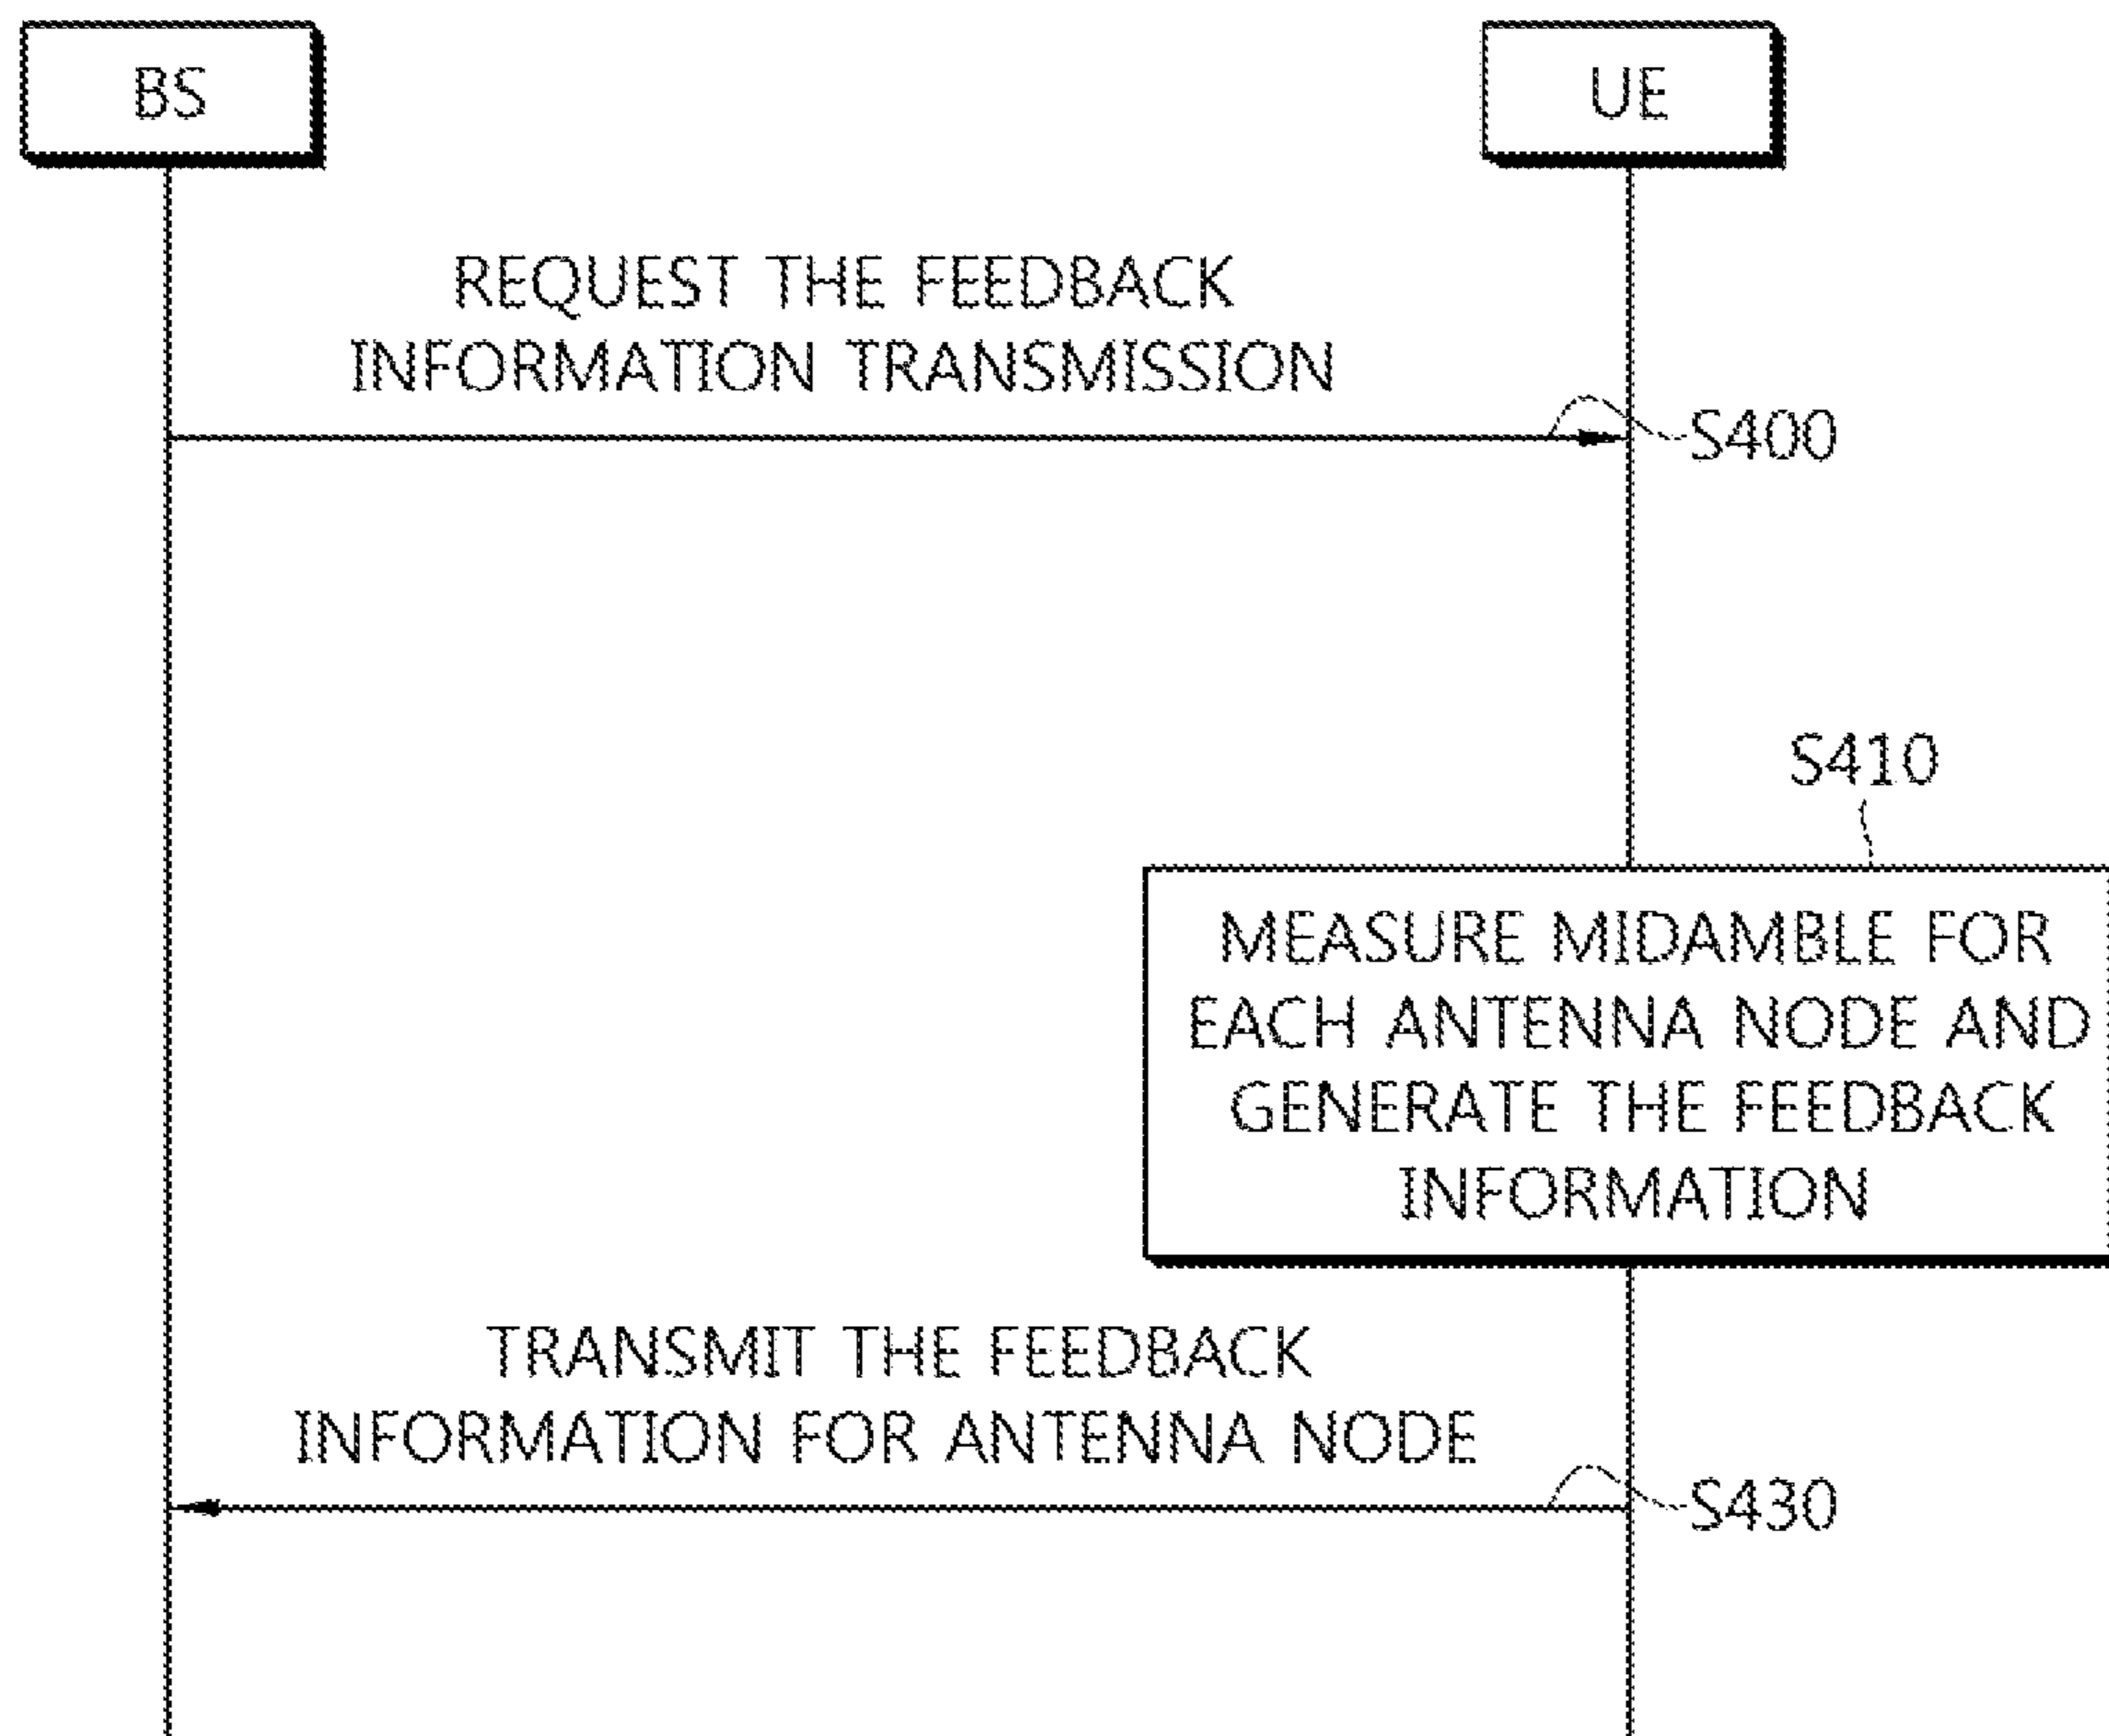 BS
UE
REQUEST THE FEEDBACK
INFORMATION TRANSMISSION
S400
S410
MEASURE MIDAMBLE FOR
EACH ANTENNA NODE AND
GENERATE THE FEEDBACK
INFORMATION
TRANSMIT THE FEEDBACK
INFORMATION FOR ANTENNA NODE
S430